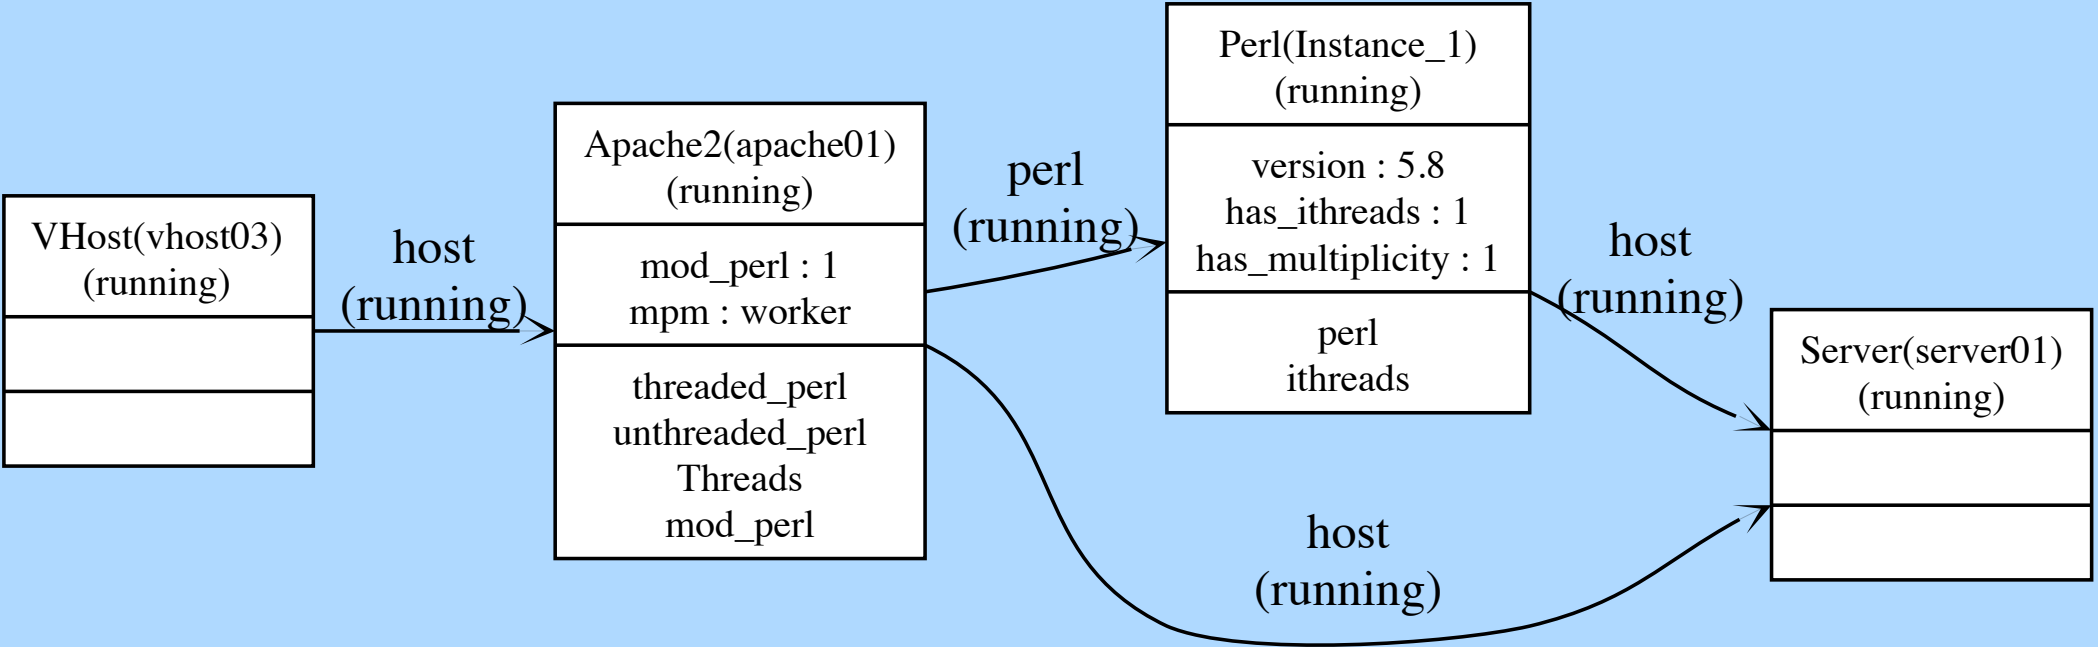 VHost(vhost03)
(running)
host
(running)
Apache2(apache01)
(running)
mod_perl : 1
mpm : worker
threaded_perl
unthreaded_perl
Threads
mod_perl
perl
(running)
Perl(Instance_1)
(running)
version : 5.8
has_ithreads : 1
has_multiplicity : 1
perl
ithreads
host
(running)
host
(running)
Server(server01)
(running)